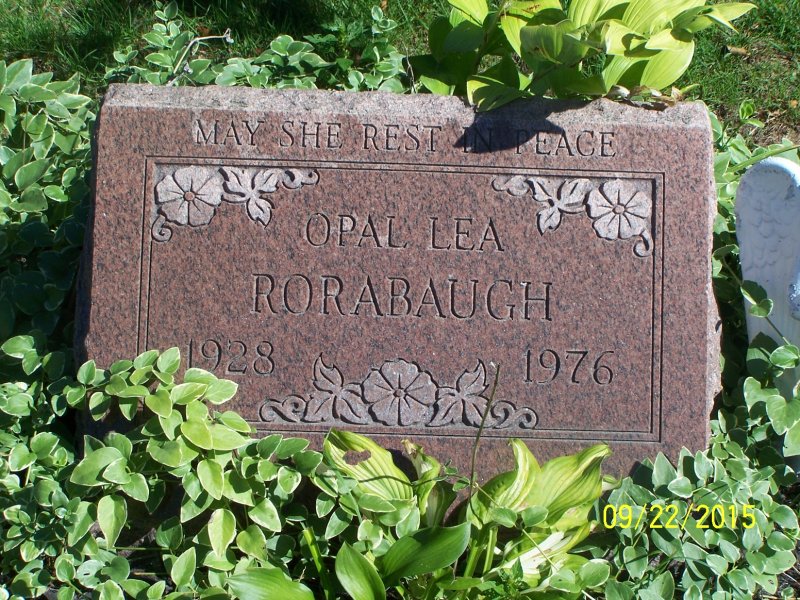 MAY SHE REST IN PEACE
OPAL LEA
RORABAUGH
1928 1976
09/22/2015